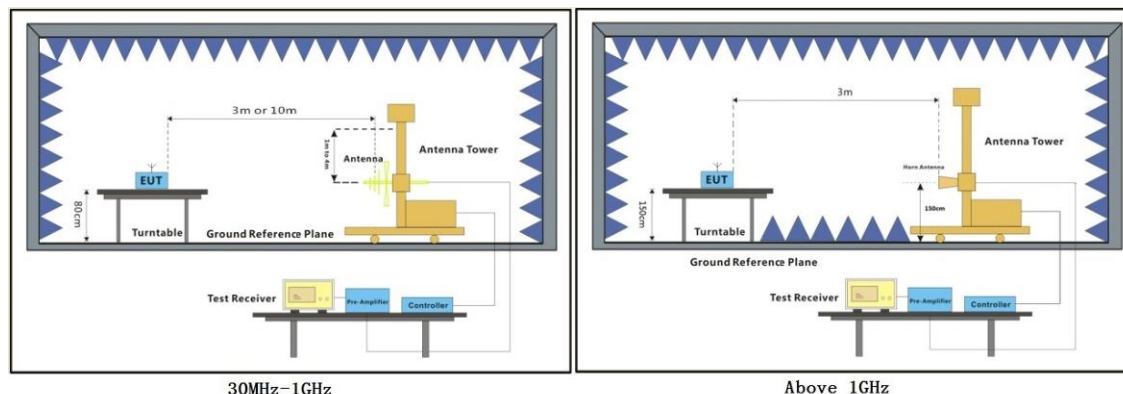 3m or 10m
1m to 4m
Antenna
Antenna Tower
EUT
80cm
Turntable
Ground Reference Plane
Test Receiver
Pre-Amplifier
Controller
30MHz-1GHz
3m
Antenna Tower
Horn Antenna
EUT
150cm
150cm
Turntable
Ground Reference Plane
Test Receiver
Pre-Amplifier
Controller
Above 1GHz